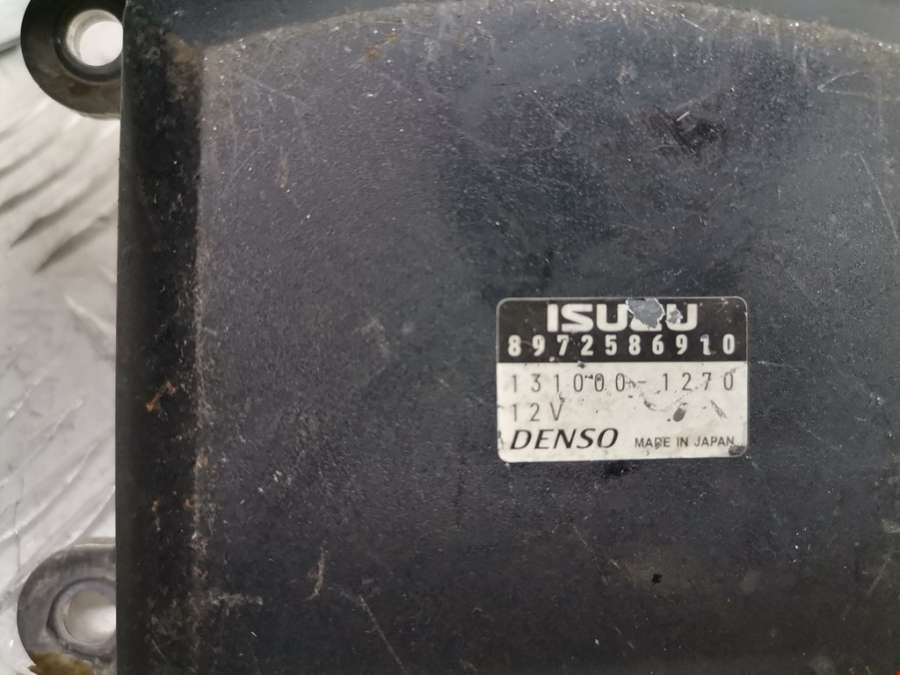 ISUZU
8972586910
131000-1270
12V
DENSO MADE IN JAPAN